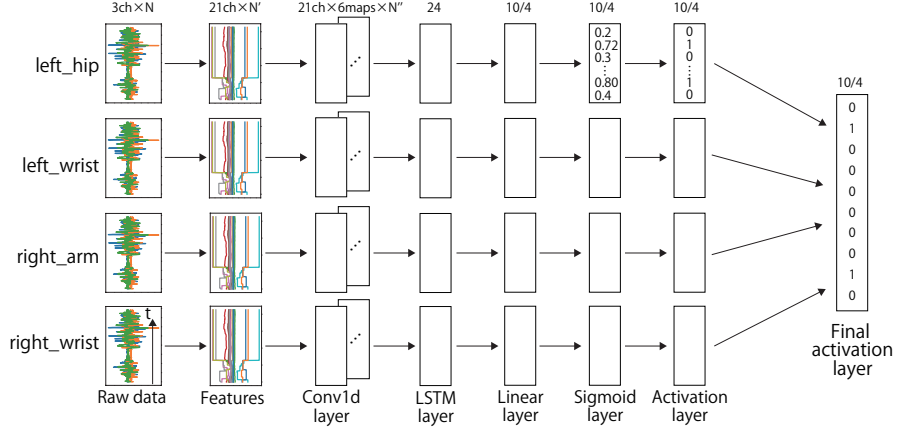 3ch×N 21ch×N' 21ch×6maps×N'' 24 10/4 10/4 10/4
left_hip
0.2
0.72
0.3
0.80
0.4
0
1
0
1
0
left_wrist
right_arm
right_wrist
t
Raw data
Features
Conv1d
layer
LSTM
layer
Linear
layer
Sigmoid
layer
Activation
layer
10/4
0
1
0
0
0
0
0
0
1
0
Final
activation
layer